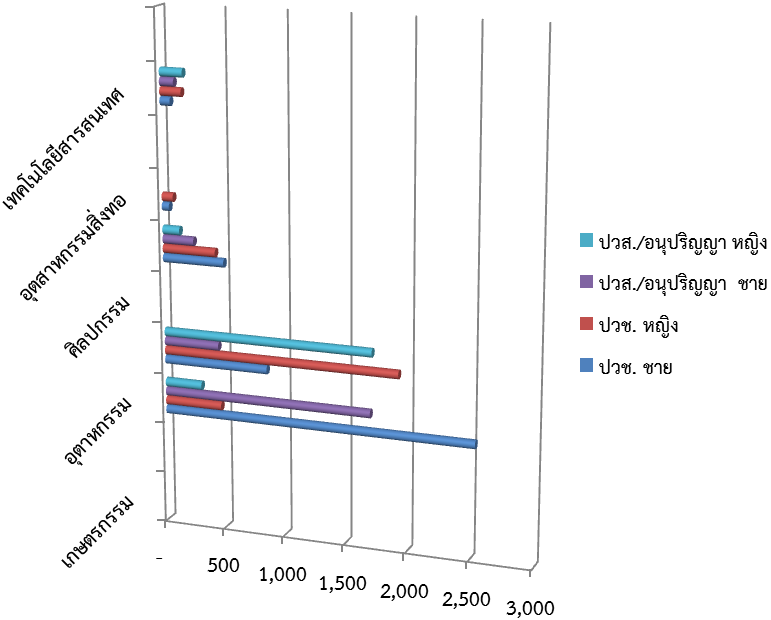 เทคโนโลยีสารสนเทศ
อุตสาหกรรมสิ่งทอ
ศิลปกรรม
อุตาหกรรม
เกษตรกรรม
-
500
1,000
1,500
2,000
2,500
3,000
ปวส./อนุปริญญา หญิง
ปวส./อนุปริญญา ชาย
ปวช. หญิง
ปวช. ชาย